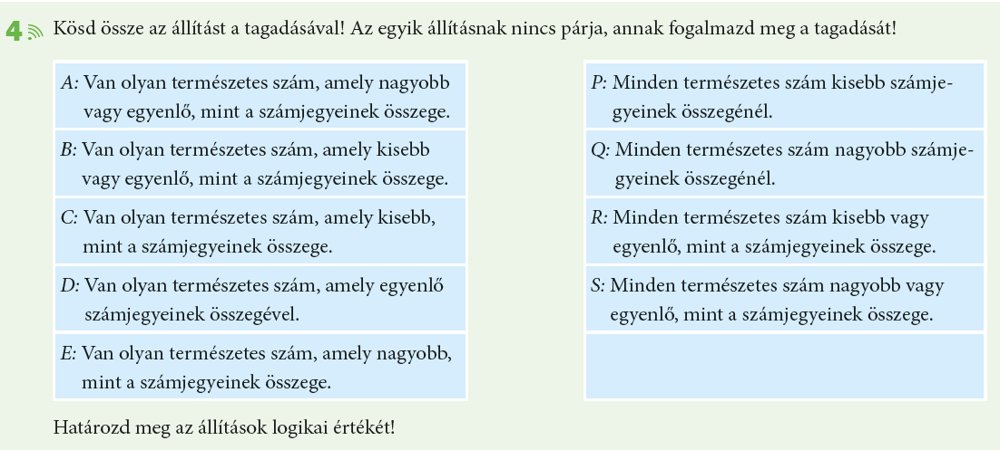 4 Kösd össze az állítást a tagadásával! Az egyik állításnak nincs párja, annak fogalmazd meg a tagadását!
A: Van olyan természetes szám, amely nagyobb
vagy egyenlő, mint a számjegyeinek összege.
B: Van olyan természetes szám, amely kisebb
vagy egyenlő, mint a számjegyeinek összege.
C: Van olyan természetes szám, amely kisebb,
mint a számjegyeinek összege.
D: Van olyan természetes szám, amely egyenlő
számjegyeinek összegével.
E: Van olyan természetes szám, amely nagyobb,
mint a számjegyeinek összege.
P: Minden természetes szám kisebb számje-
gyeinek összegénél.
Q: Minden természetes szám nagyobb számje-
gyeinek összegénél.
R: Minden természetes szám kisebb vagy
egyenlő, mint a számjegyeinek összege.
S: Minden természetes szám nagyobb vagy
egyenlő, mint a számjegyeinek összege.
Határozd meg az állítások logikai értékét!